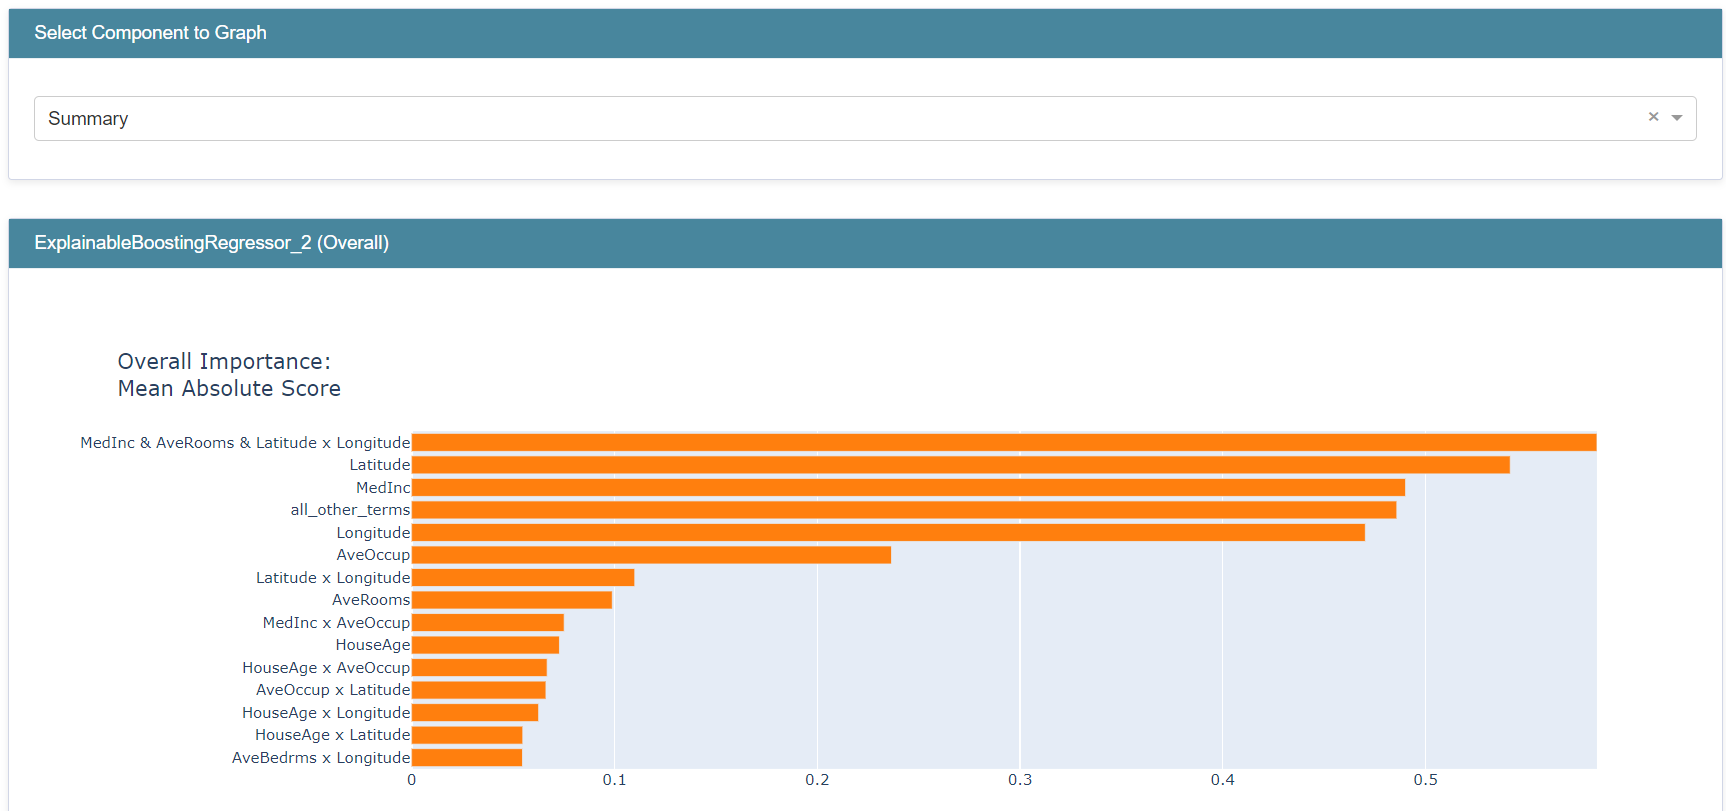 Select Component to Graph
Summary
ExplainableBoostingRegressor_2 (Overall)
Overall Importance:
Mean Absolute Score
MedInc & AveRooms & Latitude x Longitude
Latitude
MedInc
all_other_terms
Longitude
AveOccup
Latitude x Longitude
AveRooms
MedInc x AveOccup
HouseAge
HouseAge x AveOccup
AveOccup x Latitude
HouseAge x Longitude
HouseAge x Latitude
AveBedrms x Longitude
0 0.1 0.2 0.3 0.4 0.5